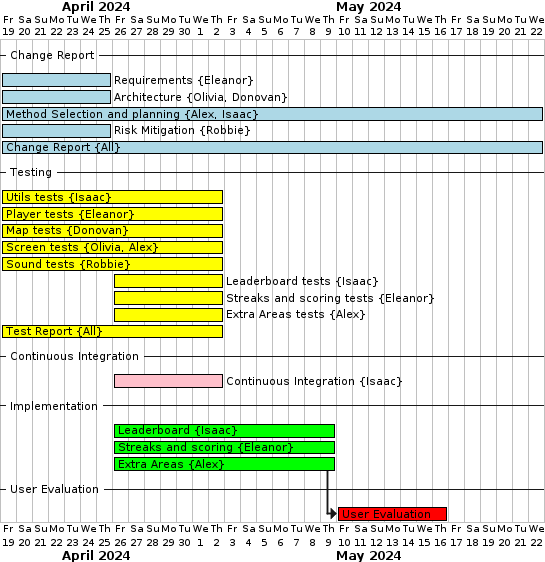 April 2024 May 2024
Fr Sa Su Mo Tu We Th Fr Sa Su Mo Tu We Th Fr Sa Su Mo Tu We Th Fr Sa Su Mo Tu We Th Fr Sa Su Mo Tu We
19 20 21 22 23 24 25 26 27 28 29 30 1 2 3 4 5 6 7 8 9 10 11 12 13 14 15 16 17 18 19 20 21 22
Change Report
Requirements {Eleanor}
Architecture {Olivia, Donovan}
Method Selection and planning {Alex, Isaac}
Risk Mitigation {Robbie}
Change Report {All}
Testing
Utils tests {Isaac}
Player tests {Eleanor}
Map tests {Donovan}
Screen tests {Olivia, Alex}
Sound tests {Robbie}
Leaderboard tests {Isaac}
Streaks and scoring tests {Eleanor}
Extra Areas tests {Alex}
Test Report {All}
Continuous Integration
Continuous Integration {Isaac}
Implementation
Leaderboard {Isaac}
Streaks and scoring {Eleanor}
Extra Areas {Alex}
User Evaluation
User Evaluation
Fr Sa Su Mo Tu We Th Fr Sa Su Mo Tu We Th Fr Sa Su Mo Tu We Th Fr Sa Su Mo Tu We Th Fr Sa Su Mo Tu We
19 20 21 22 23 24 25 26 27 28 29 30 1 2 3 4 5 6 7 8 9 10 11 12 13 14 15 16 17 18 19 20 21 22
April 2024 May 2024